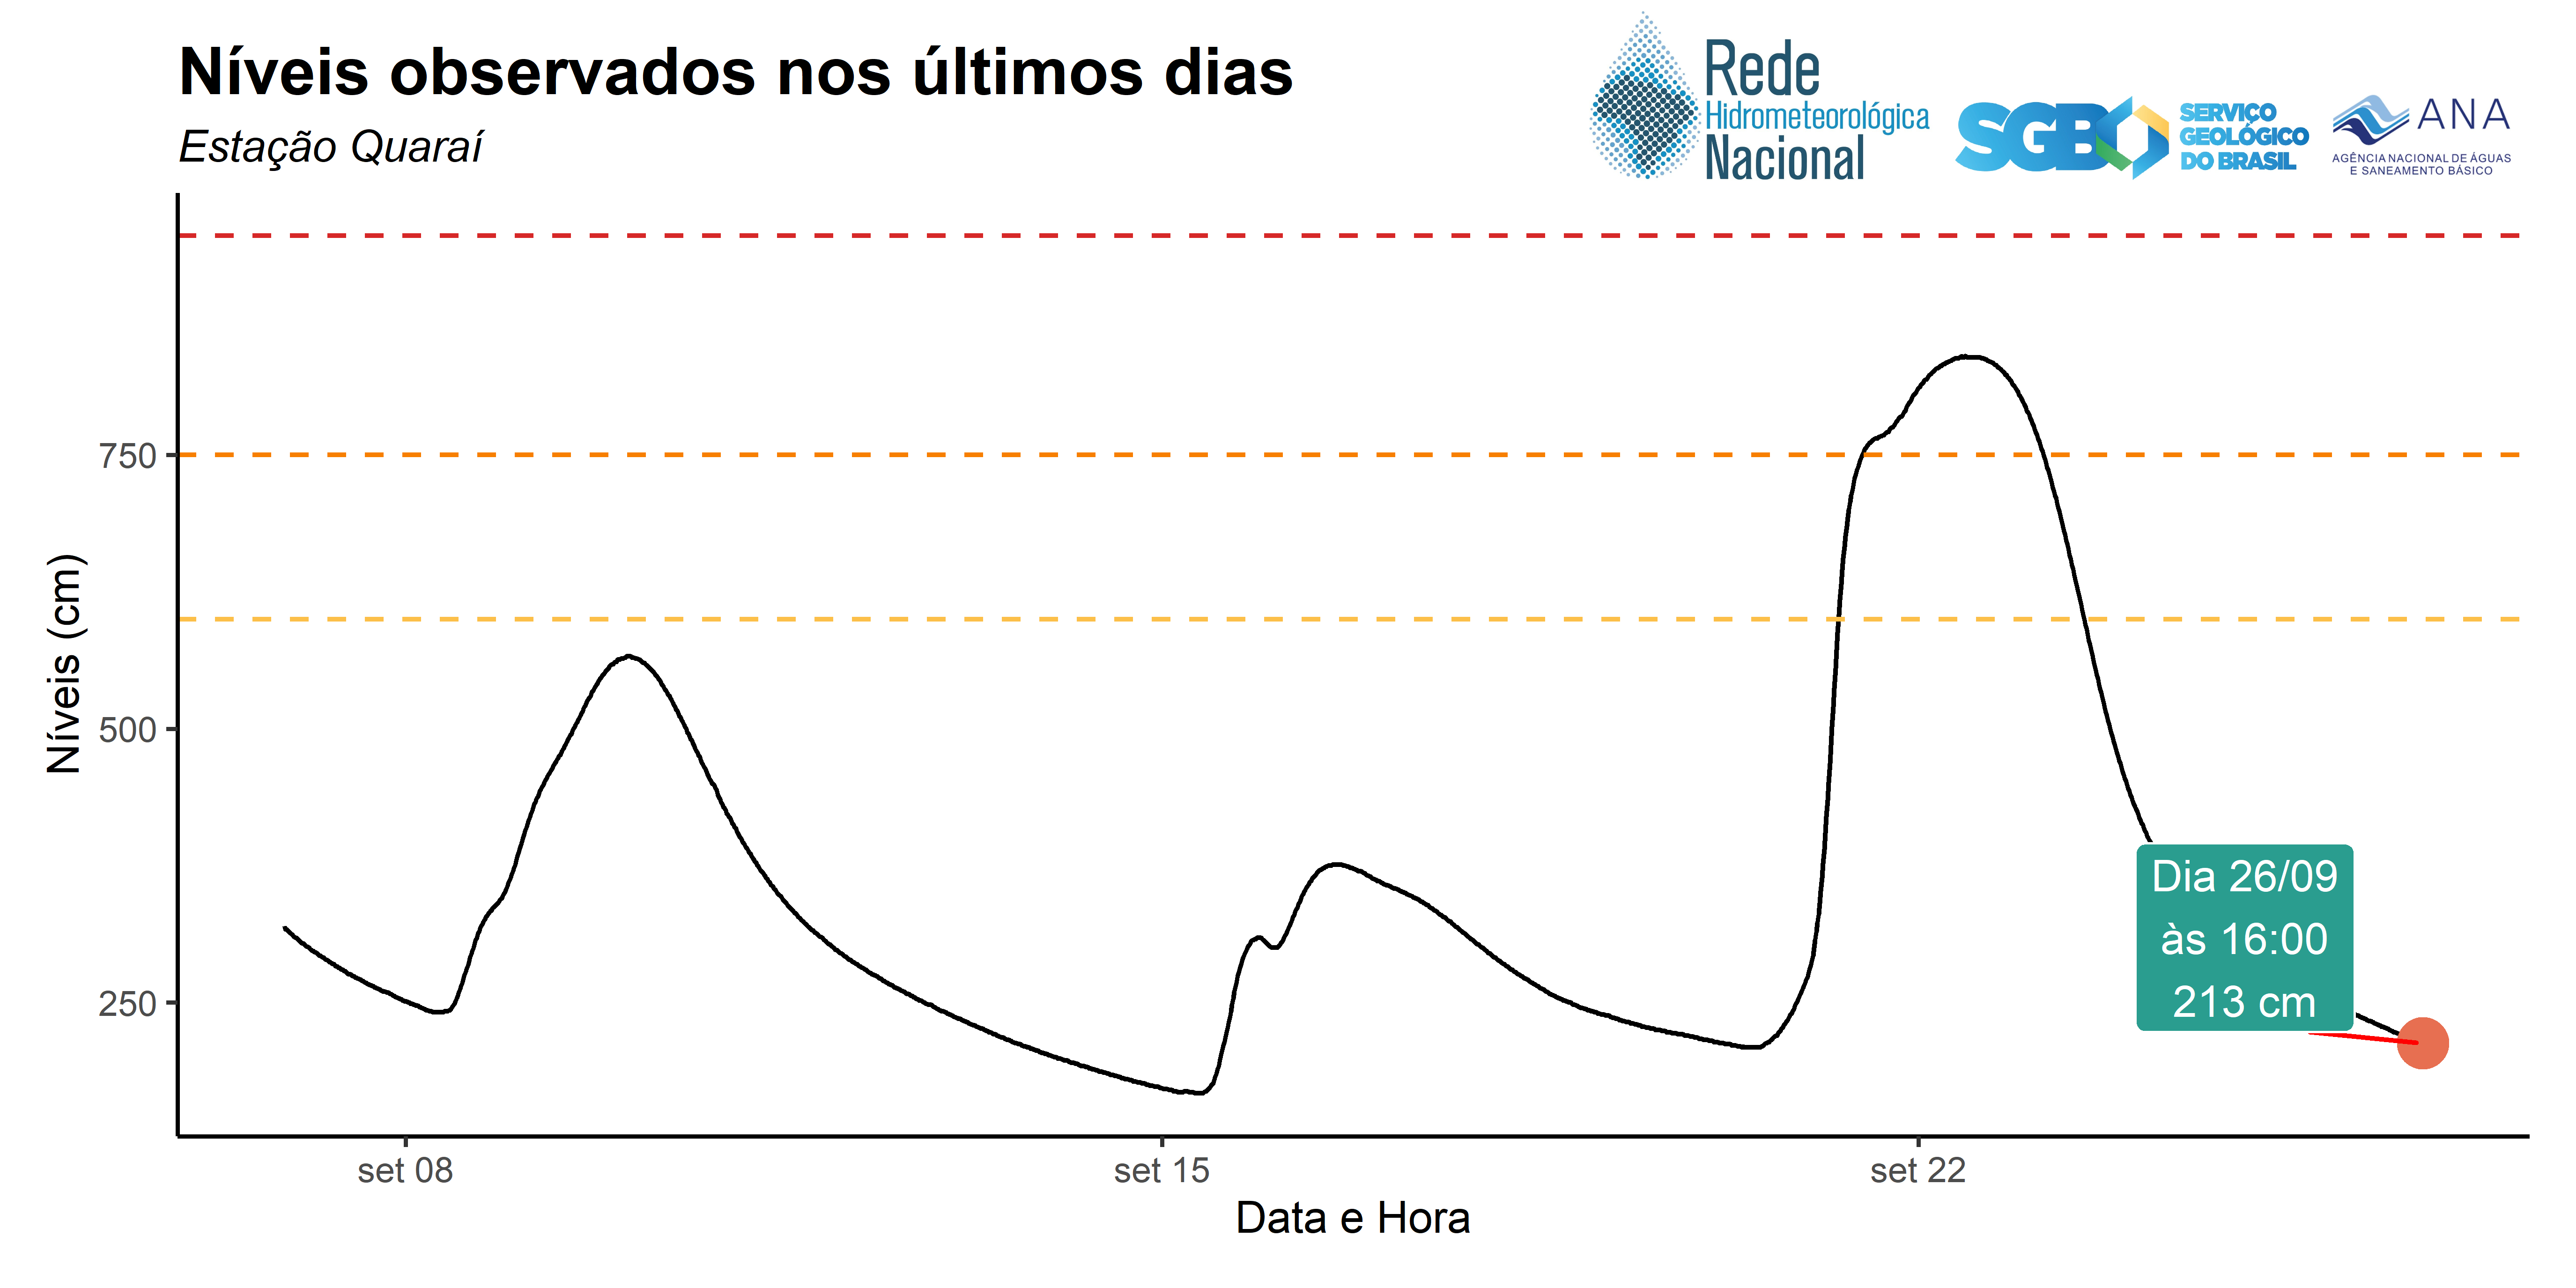 Níveis observados nos últimos dias
Estação Quaraí
Rede
Hidrometeorológica
Nacional
SGB
SERVIÇO
GEOLÓGICO
DO BRASIL
ANA
AGÊNCIA NACIONAL DE ÁGUAS
E SANEAMENTO BÁSICO
Níveis (cm)
750
500
250
Dia 26/09
às 16:00
213 cm
set 08
set 15
set 22
Data e Hora